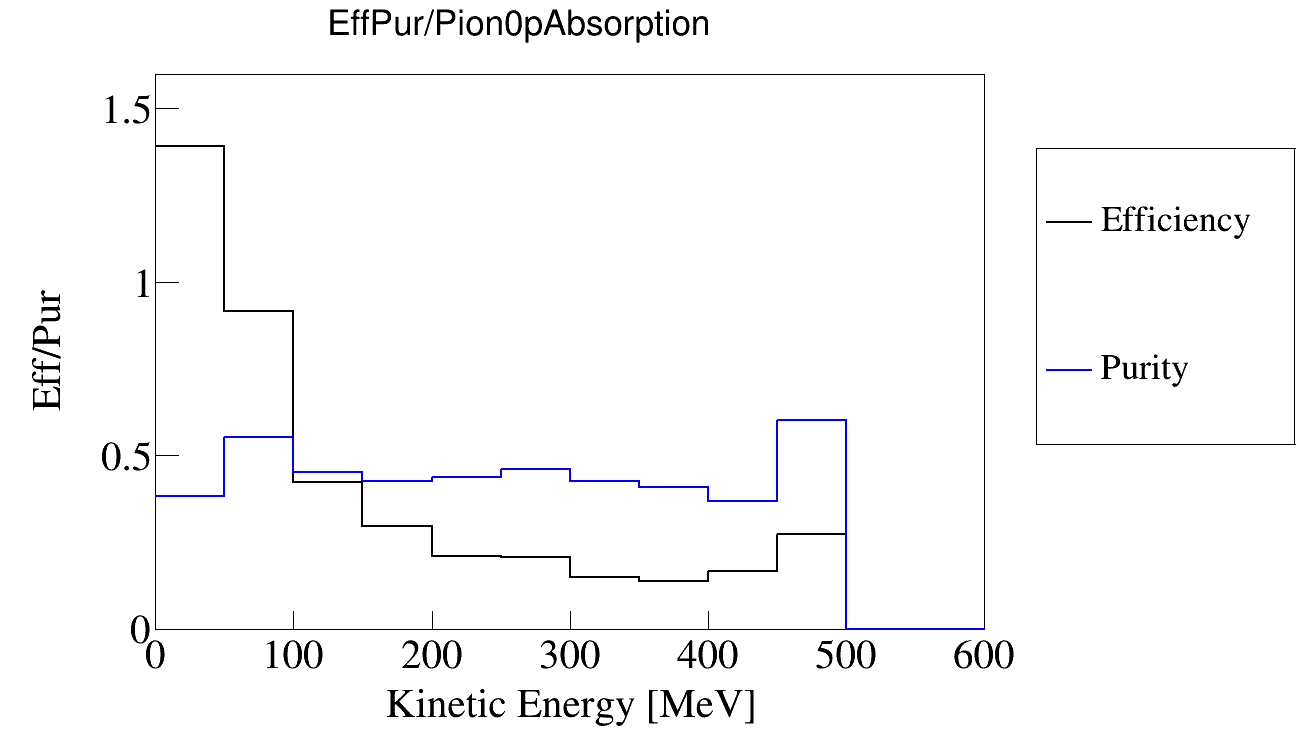 EffPur/Pion0pAbsorption
Eff/Pur
1.5
1
0.5
0
0 100 200 300 400 500 600
Kinetic Energy [MeV]
Efficiency
Purity